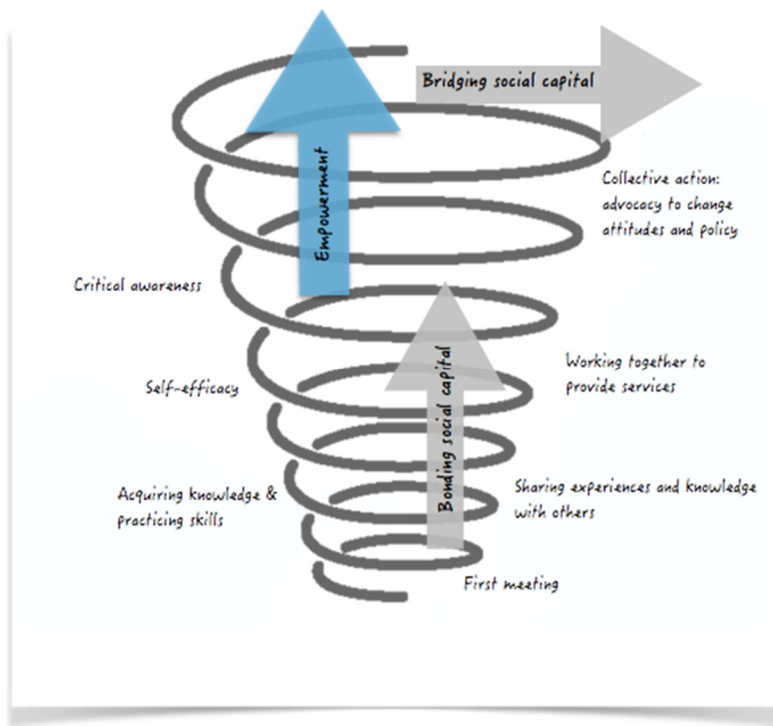 Bridging social capital
Empowerment
Collective action:
advocacy to change
attitudes and policy
Critical awareness
Bonding social capital
Working together to
provide services
Self-efficacy
Acquiring knowledge &
practicing skills
Sharing experiences and knowledge
with others
First meeting